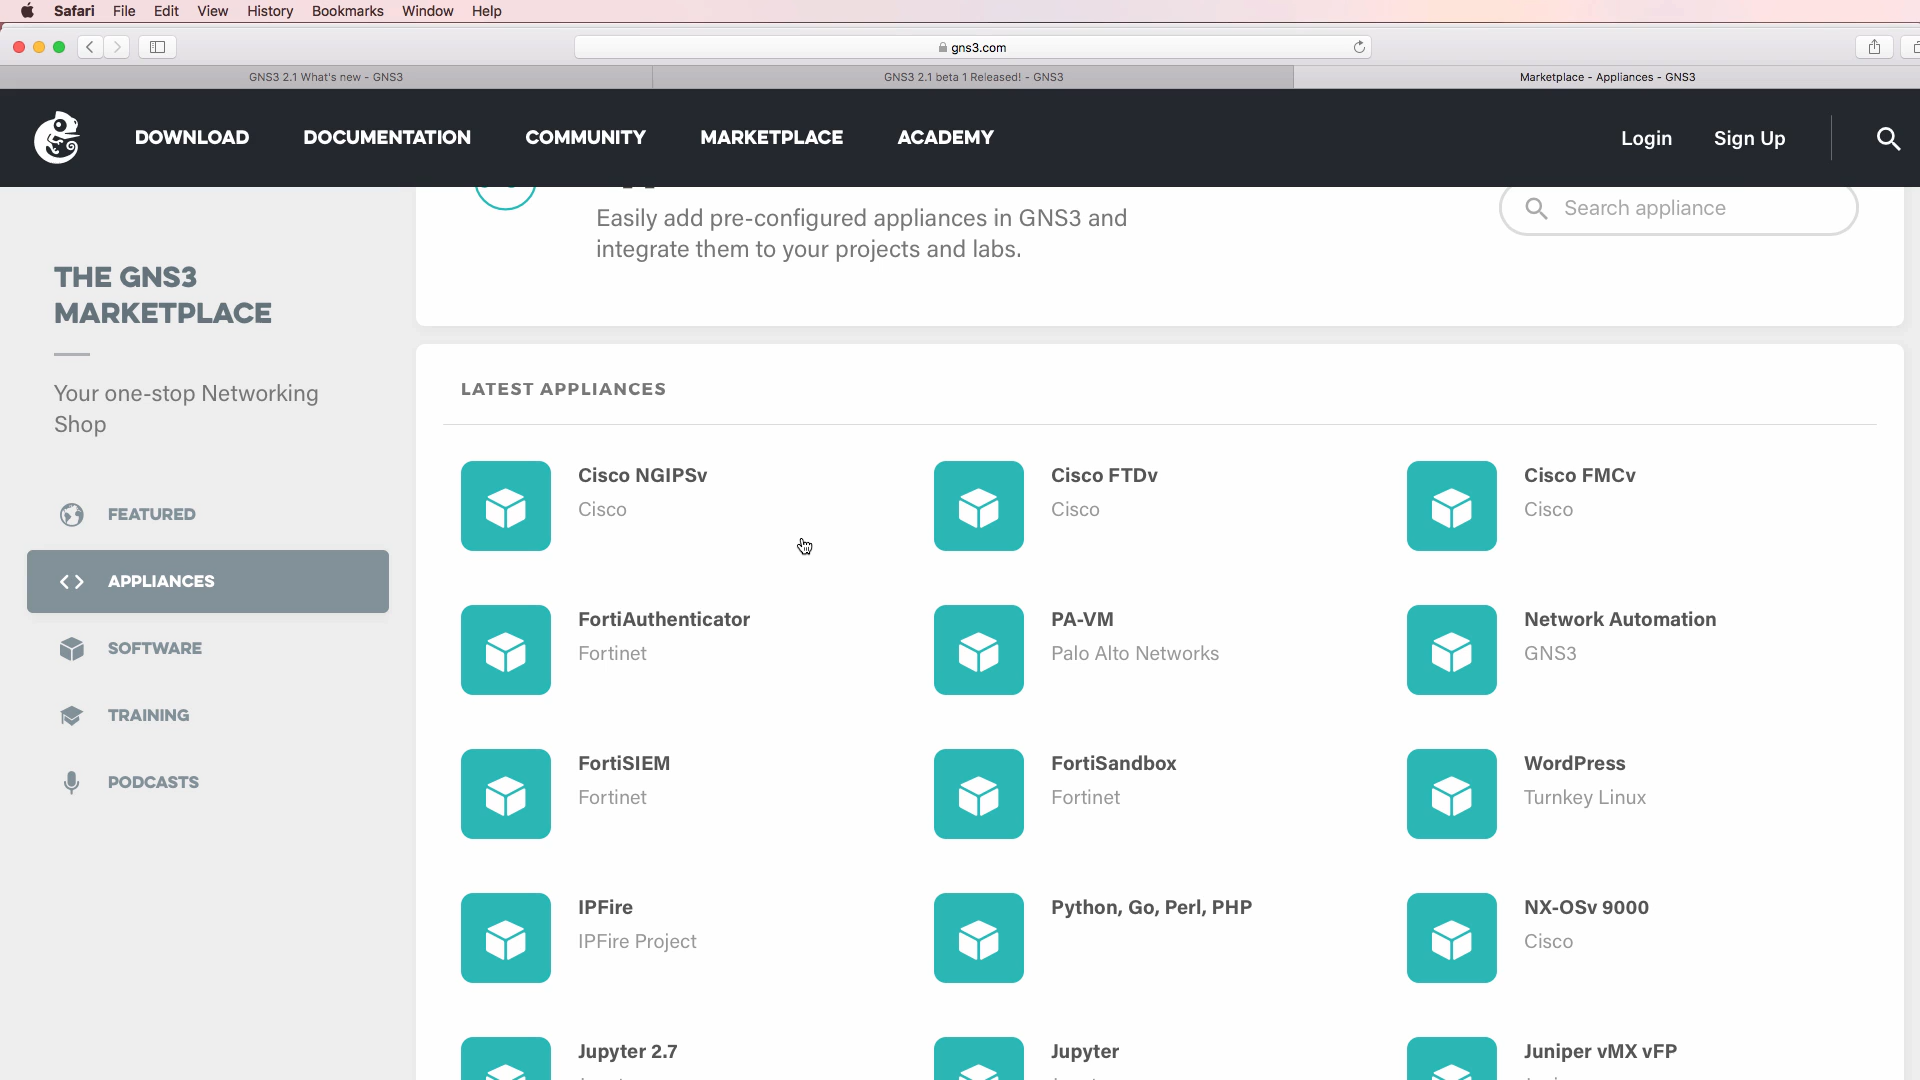 Safari File Edit View History Bookmarks Window Help
gns3.com
GNS3 2.1 What's new - GNS3
GNS3 2.1 beta 1 Released! - GNS3
Marketplace - Appliances - GNS3
DOWNLOAD DOCUMENTATION COMMUNITY MARKETPLACE ACADEMY Login Sign Up
Easily add pre-configured appliances in GNS3 and
integrate them to your projects and labs.
Search appliance
THE GNS3
MARKETPLACE
Your one-stop Networking
Shop
FEATURED
APPLIANCES
SOFTWARE
TRAINING
PODCASTS
LATEST APPLIANCES
Cisco NGIPSv
Cisco
Cisco FTDv
Cisco
Cisco FMCv
Cisco
FortiAuthenticator
Fortinet
PA-VM
Palo Alto Networks
Network Automation
GNS3
FortiSIEM
Fortinet
FortiSandbox
Fortinet
WordPress
Turnkey Linux
IPFire
IPFire Project
Python, Go, Perl, PHP
NX-OSv 9000
Cisco
Jupyter 2.7
Jupyter
Juniper vMX vFP